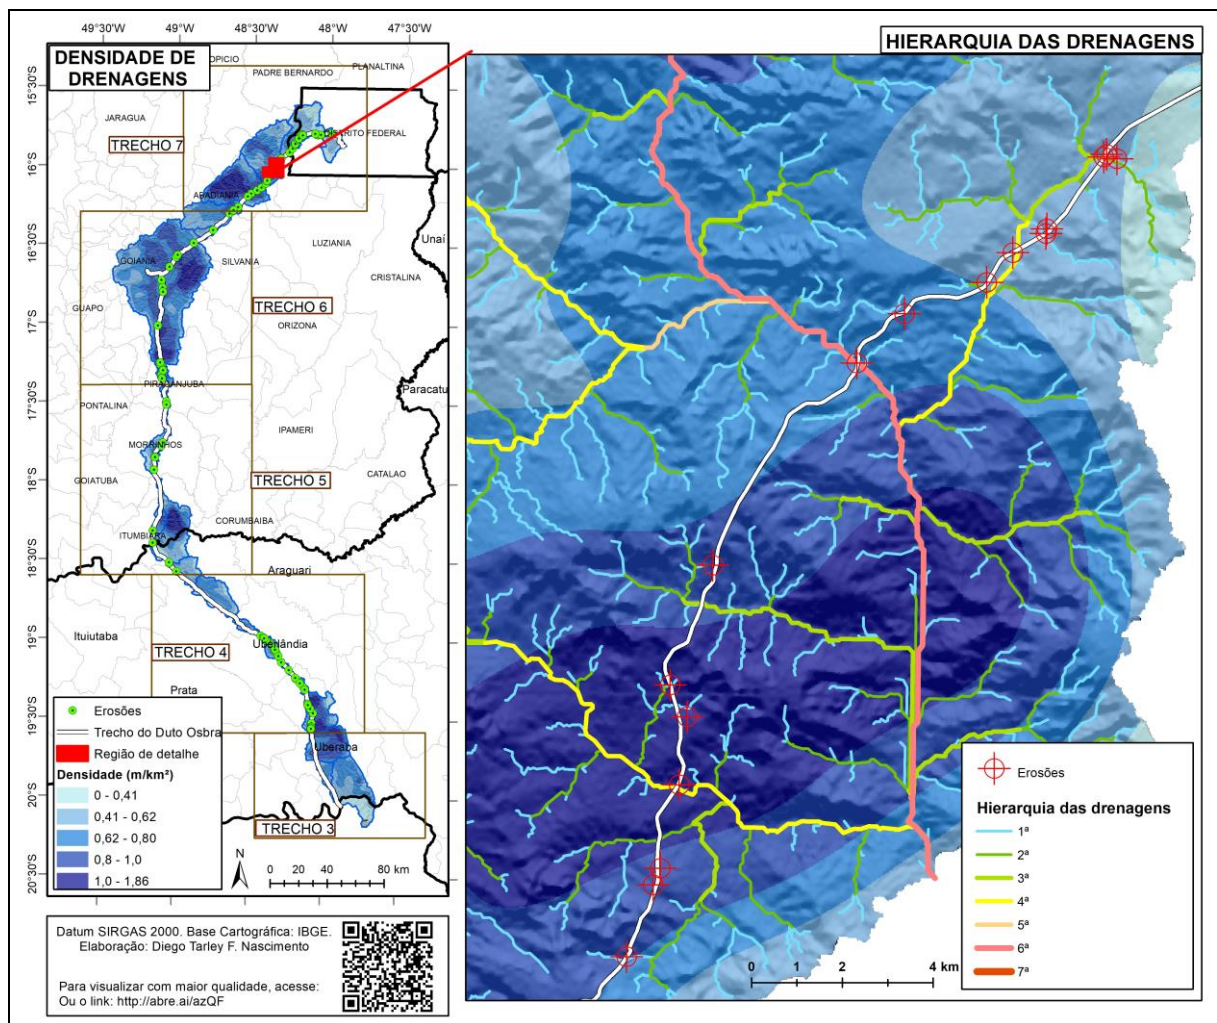 49°30'W 49°W 48°30'W 48°W 47°30'W
DENSIDADE DE
DRENAGENS
HIERARQUIA DAS DRENAGENS
OPICIO
PLANALTINA
PADRE BERNARDO
15°30'S
JARAGUA
DISTRITO FEDERAL
TRECHO 7
16°S
ABADIANIA
16°30'S
LUZIANIA
Unaí
GOIANIA
SILVANIA
CRISTALINA
TRECHO 6
GUAPO
ORIZONA
17°S
PIRACANJUBA
Paracatu
17°30'S
PONTALINA
IPAMERI
MORRINHOS
CATALAO
18°S
GOIATUBA
TRECHO 5
CORUMBAIBA
ITUMBIARA
18°30'S
Araguari
19°S
Ituiutaba
Uberlândia
TRECHO 4
Prata
19°30'S
Uberaba
20°S
TRECHO 3
20°30'S
Erosões
Trecho do Duto Osbra
Região de detalhe
Densidade (m/km²)
0 - 0,41
0,41 - 0,62
0,62 - 0,80
0,8 - 1,0
1,0 - 1,86
N
0 20 40 80 km
Erosões
Hierarquia das drenagens
1ª
2ª
3ª
4ª
5ª
6ª
7ª
0 1 2 4 km
Datum SIRGAS 2000. Base Cartográfica: IBGE.
Elaboração: Diego Tarley F. Nascimento
Para visualizar com maior qualidade, acesse:
Ou o link: http://abre.ai/azQF